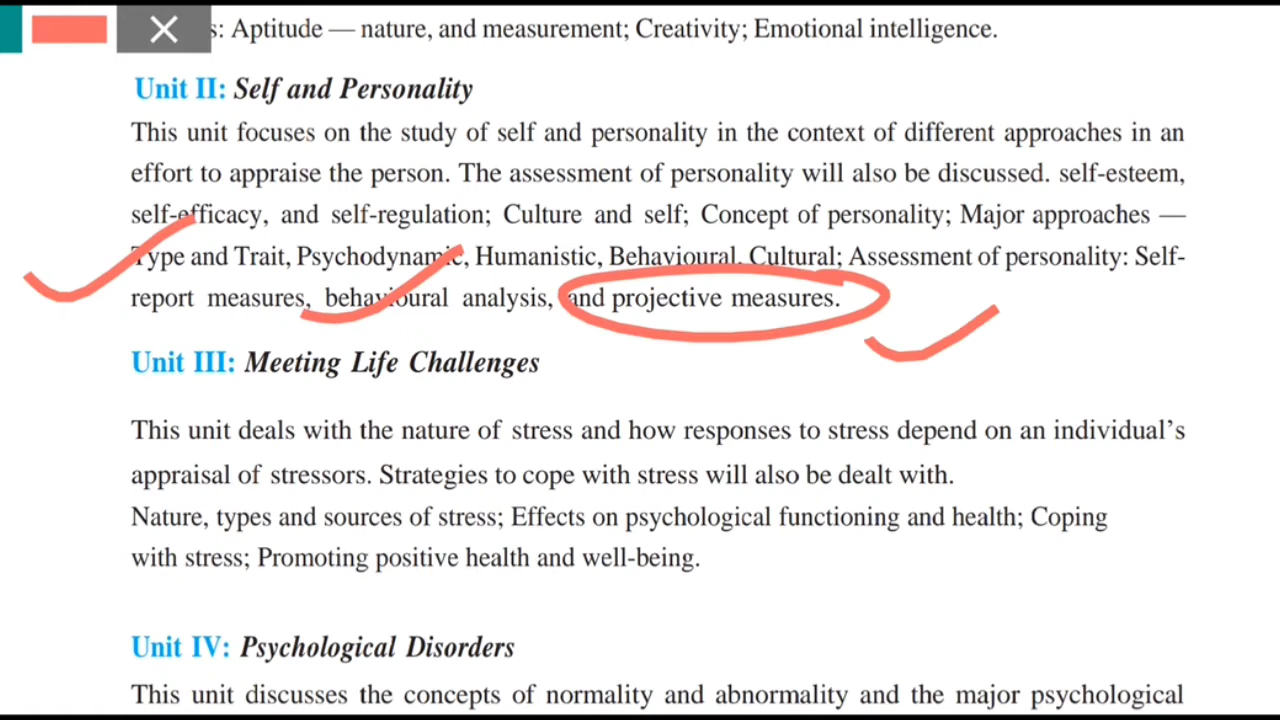 s: Aptitude — nature, and measurement; Creativity; Emotional intelligence.
Unit II: Self and Personality
This unit focuses on the study of self and personality in the context of different approaches in an
effort to appraise the person. The assessment of personality will also be discussed. self-esteem,
self-efficacy, and self-regulation; Culture and self; Concept of personality; Major approaches —
Type and Trait, Psychodynamic, Humanistic, Behavioural, Cultural; Assessment of personality: Self-
report measures, behavioural analysis, and projective measures.
Unit III: Meeting Life Challenges
This unit deals with the nature of stress and how responses to stress depend on an individual’s
appraisal of stressors. Strategies to cope with stress will also be dealt with.
Nature, types and sources of stress; Effects on psychological functioning and health; Coping
with stress; Promoting positive health and well-being.
Unit IV: Psychological Disorders
This unit discusses the concepts of normality and abnormality and the major psychological